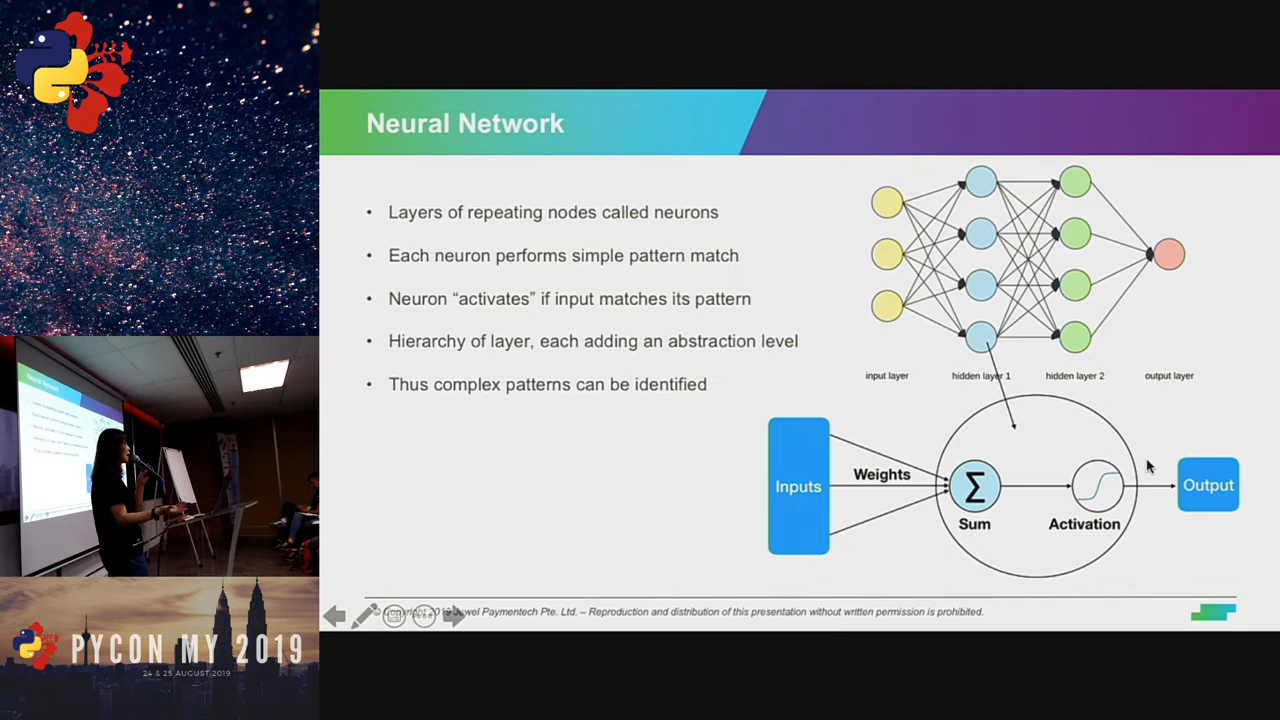 Neural Network
• Layers of repeating nodes called neurons
• Each neuron performs simple pattern match
• Neuron “activates” if input matches its pattern
• Hierarchy of layer, each adding an abstraction level
• Thus complex patterns can be identified
input layer
hidden layer 1
hidden layer 2
output layer
Inputs
Weights
Σ
Sum
Activation
Output
© Copyright 2019 Jewel Paymentech Pte. Ltd. – Reproduction and distribution of this presentation without written permission is prohibited.
Neural Network
PYCON MY 2019
24 & 25 AUGUST 2019